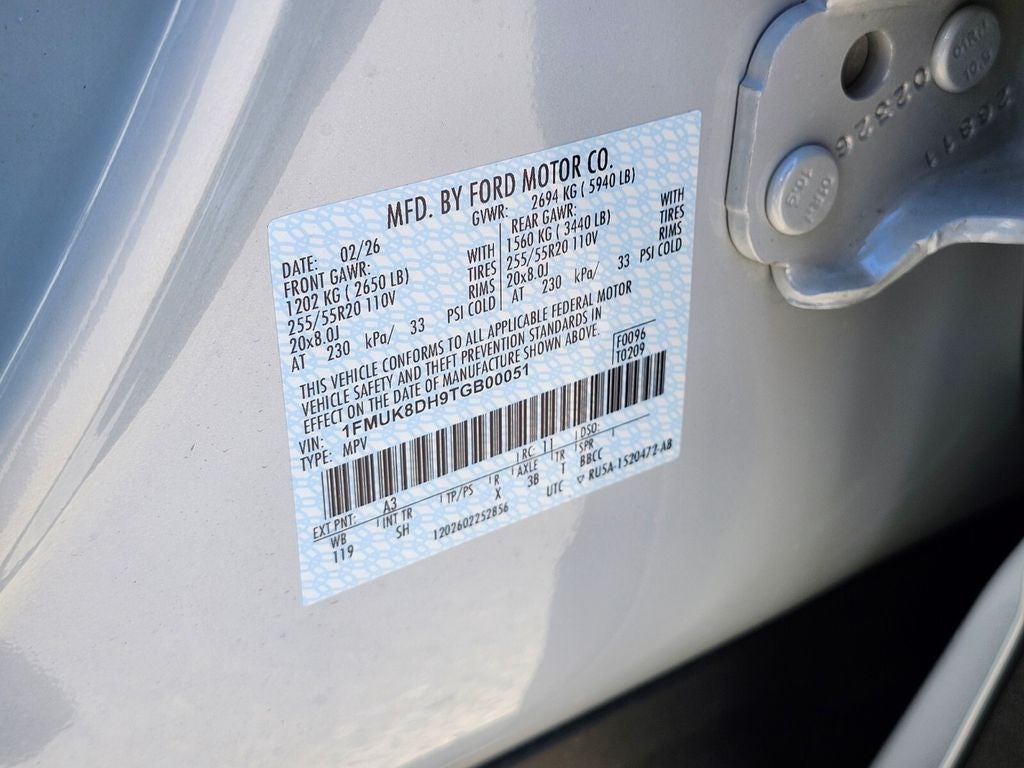 MFD. BY FORD MOTOR CO.
DATE: 02/26 GVWR: 2694 KG ( 5940 LB)
FRONT GAWR: WITH REAR GAWR: WITH
1202 KG ( 2650 LB) TIRES 1560 KG ( 3440 LB) TIRES
255/55R20 110V RIMS 255/55R20 110V RIMS
20x8.0J 20x8.0J
AT 230 kPa/ 33 PSI COLD AT 230 kPa/ 33 PSI COLD
THIS VEHICLE CONFORMS TO ALL APPLICABLE FEDERAL MOTOR
VEHICLE SAFETY AND THEFT PREVENTION STANDARDS IN
EFFECT ON THE DATE OF MANUFACTURE SHOWN ABOVE.
F0096
T0209
VIN: 1FMUK8DH9TGB00051
TYPE: MPV
EXT PNT: A3 RC: 11 DSO:
WB INT TR TP/PS R AXLE TR SPR
119 SH X 3B T BBCC
1202602252856 UTC ▽ RU5A-1520472-AB
02326
26811